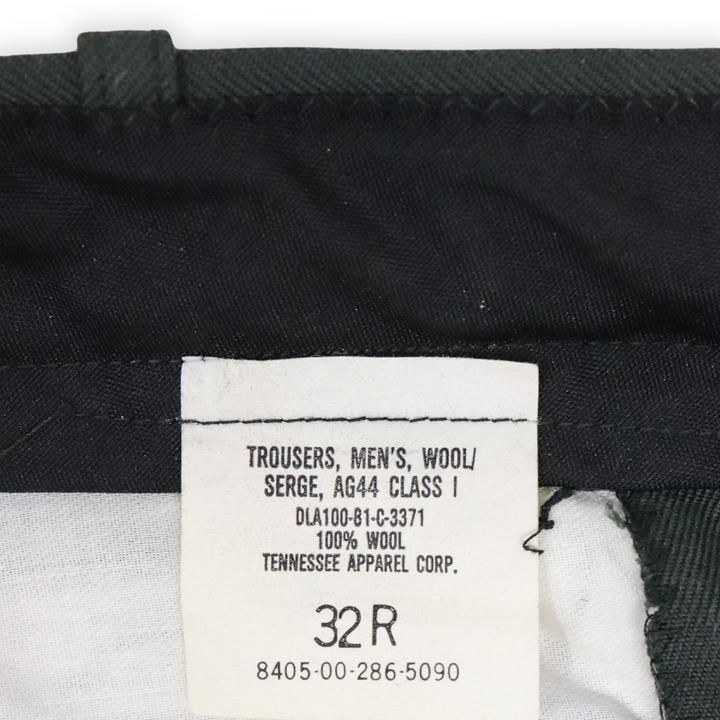 TROUSERS, MEN'S, WOOL/
SERGE, AG44 CLASS I
DLA100-81-C-3371
100% WOOL
TENNESSEE APPAREL CORP.
32R
8405-00-286-5090